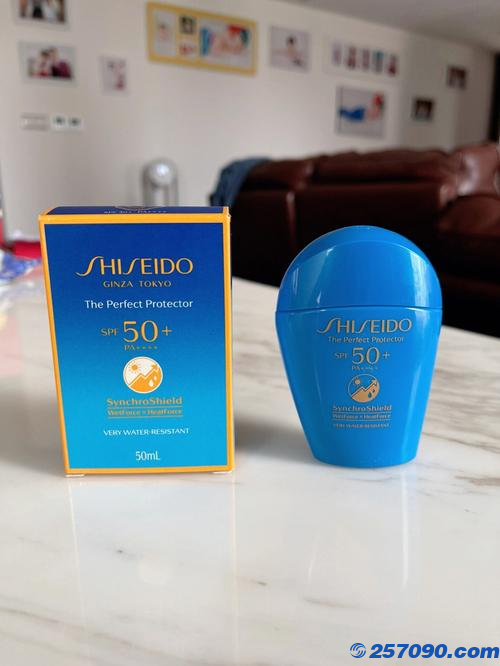 SHISEIDO
GINZA TOKYO
The Perfect Protector
SPF 50+
PA++++
SynchroShield
WetForce × HeatForce
VERY WATER-RESISTANT
50mL
SHISEIDO
The Perfect Protector
SPF 50+
PA++++
SynchroShield
WetForce × HeatForce
VERY WATER-RESISTANT
257090.com